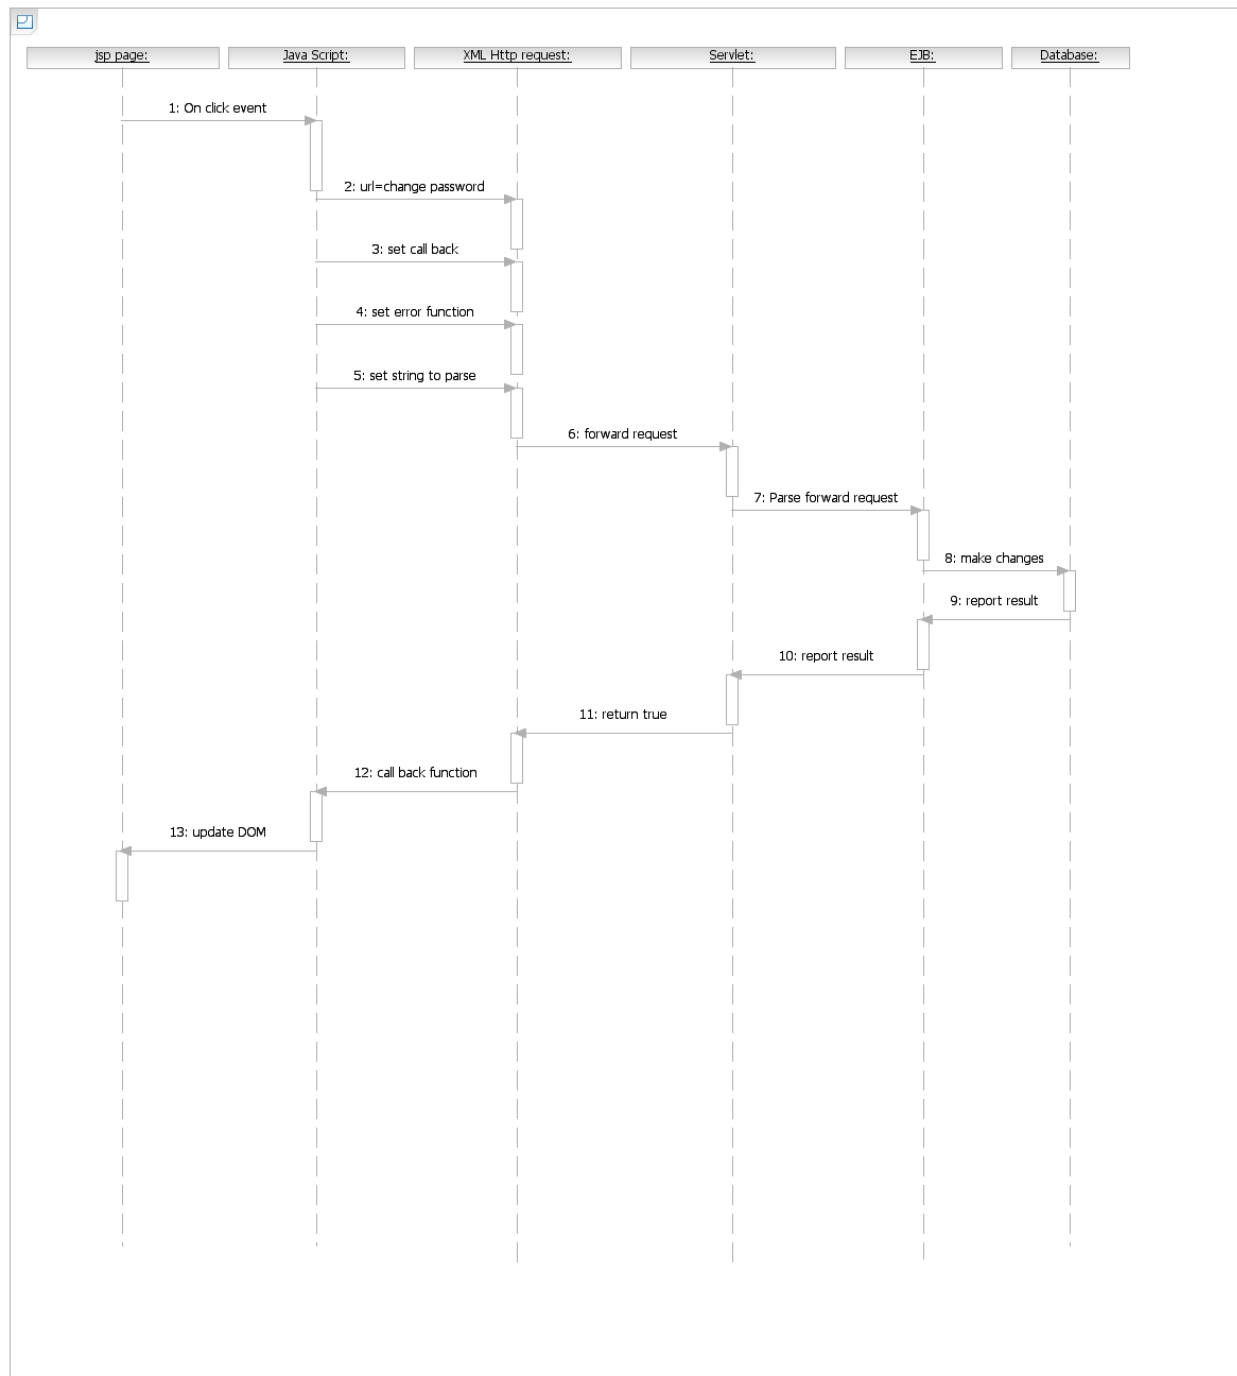 jsp page: Java Script: XML Http request: Servlet: EJB: Database:
1: On click event
2: url=change password
3: set call back
4: set error function
5: set string to parse
6: forward request
7: Parse forward request
8: make changes
9: report result
10: report result
11: return true
12: call back function
13: update DOM